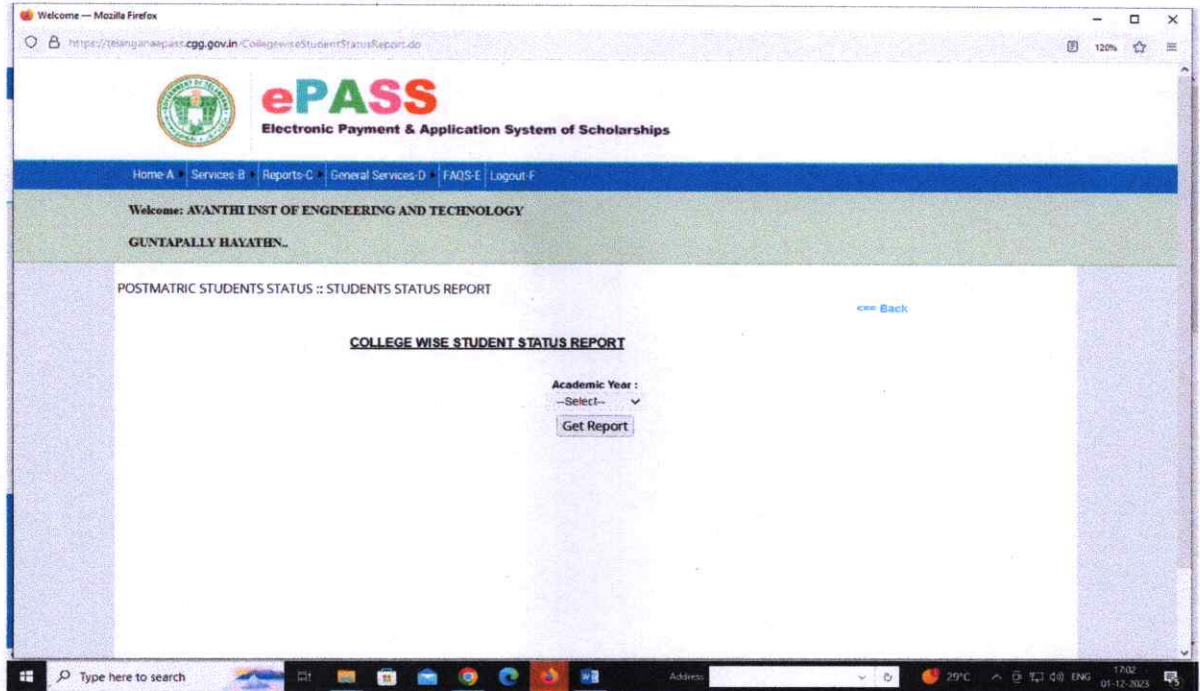 Welcome — Mozilla Firefox
https://telanganaepass.cgg.gov.in/CollegewiseStudentStatusReport.do
120%
GOVERNMENT OF TELANGANA
ePASS
Electronic Payment & Application System of Scholarships
Home-A Services-B Reports-C General Services-D FAQS-E Logout-F
Welcome: AVANTHI INST OF ENGINEERING AND TECHNOLOGY
GUNTAPALLY HAYATHN..
POSTMATRIC STUDENTS STATUS :: STUDENTS STATUS REPORT
<== Back
COLLEGE WISE STUDENT STATUS REPORT
Academic Year :
--Select--
Get Report
Type here to search
Address
29°C
ENG
17:02
01-12-2023